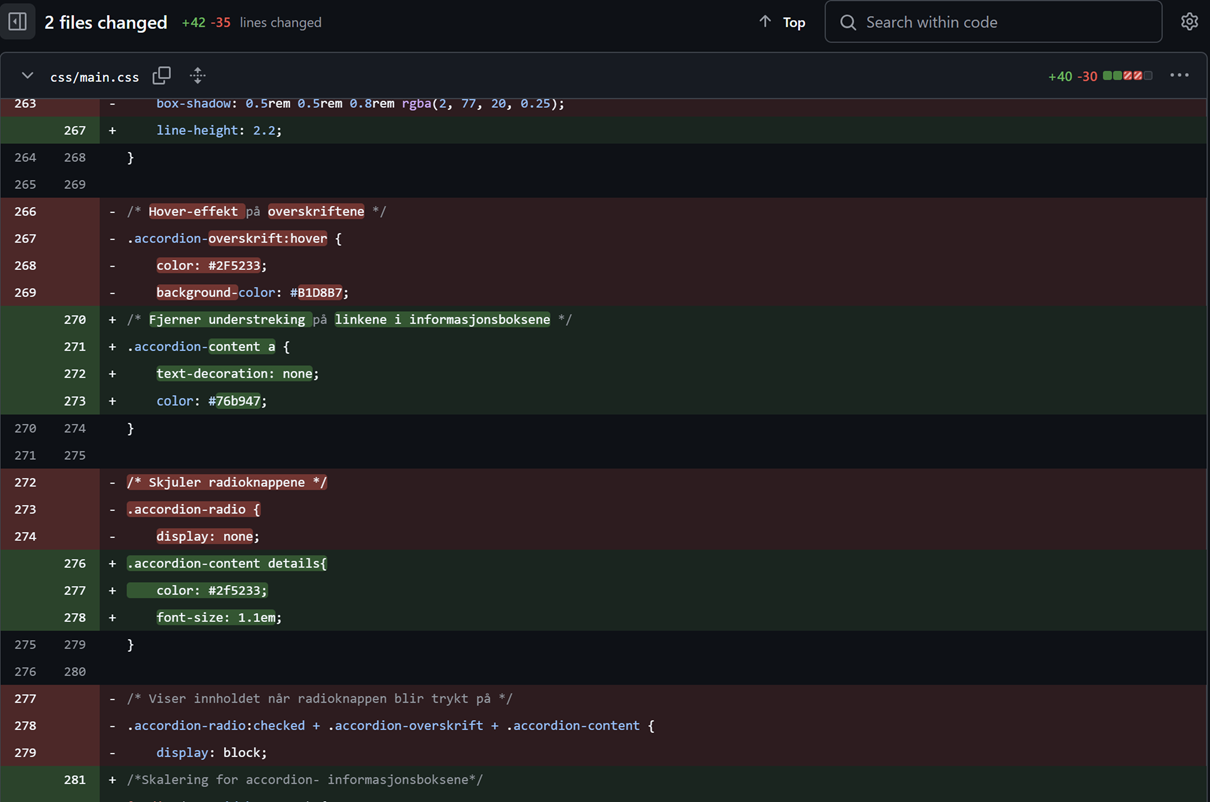 2 files changed +42 -35 lines changed ↑ Top Search within code
css/main.css +40 -30
263 - box-shadow: 0.5rem 0.5rem 0.8rem rgba(2, 77, 20, 0.25);
267 + line-height: 2.2;
264 268 }
265 269
266 - /* Hover-effekt på overskriftene */
267 - .accordion-overskrift:hover {
268 - color: #2F5233;
269 - background-color: #B1D8B7;
270 + /* Fjerner understreking på linkene i informasjonsboksene */
271 + .accordion-content a {
272 + text-decoration: none;
273 + color: #76b947;
270 274 }
271 275
272 - /* Skjuler radioknappene */
273 - .accordion-radio {
274 - display: none;
276 + .accordion-content details{
277 + color: #2f5233;
278 + font-size: 1.1em;
275 279 }
276 280
277 - /* Viser innholdet når radioknappen blir trykt på */
278 - .accordion-radio:checked + .accordion-overskrift + .accordion-content {
279 - display: block;
281 + /*Skalering for accordion- informasjonsboksene*/